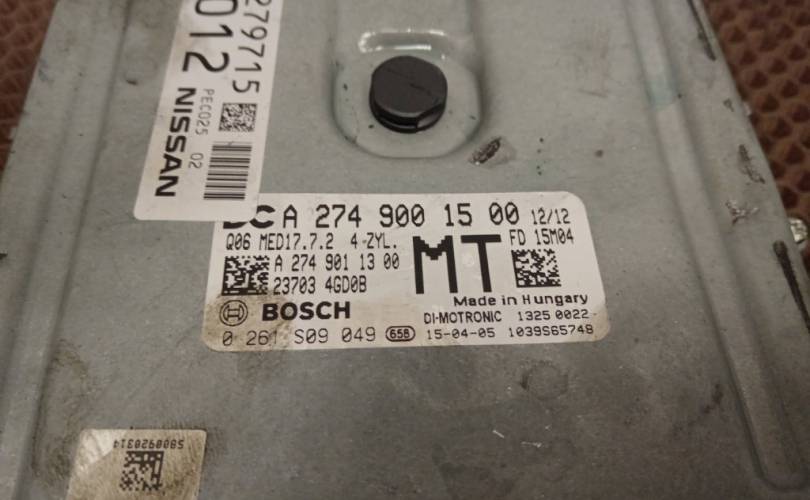 279715
012
PEC025 02
NISSAN
DC A 274 900 15 00 12/12
Q06 MED17.7.2 4-ZYL. MT FD 15M04
A 274 901 13 00
23703 4GD0B
Made in Hungary
BOSCH DI-MOTRONIC 1325 0022
0 261 S09 049 658 15-04-05 1039S65748
5800920314